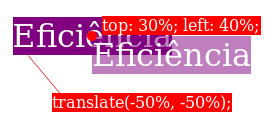 top: 30%; left: 40%;
Eficiência
Eficiência
translate(-50%, -50%);